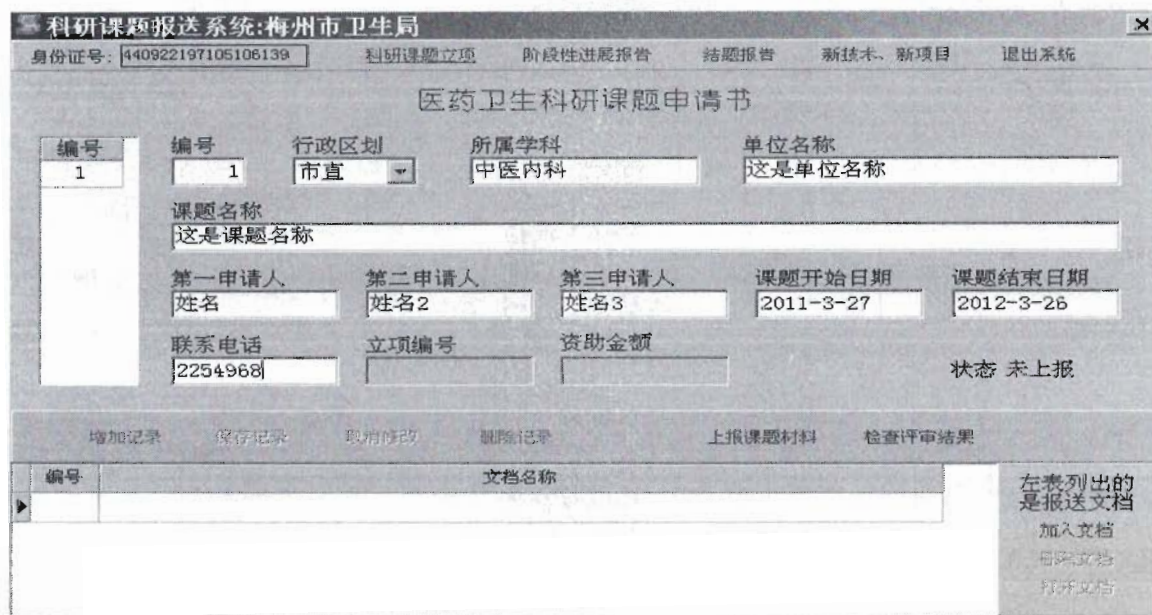 科研课题报送系统:梅州市卫生局
身份证号: 440922197105106139 科研课题立项 阶段性进展报告 结题报告 新技术、新项目 退出系统
医药卫生科研课题申请书
编号 编号 行政区划 所属学科 单位名称
1 1 市直 中医内科 这是单位名称
课题名称
这是课题名称
第一申请人 第二申请人 第三申请人 课题开始日期 课题结束日期
姓名 姓名2 姓名3 2011-3-27 2012-3-26
联系电话 立项编号 资助金额
2254968 状态 未上报
增加记录 保存记录 取消修改 删除记录 上报课题材料 检查评审结果
编号 文档名称 左表列出的
是报送文档
加入文档
删除文档
打开文档